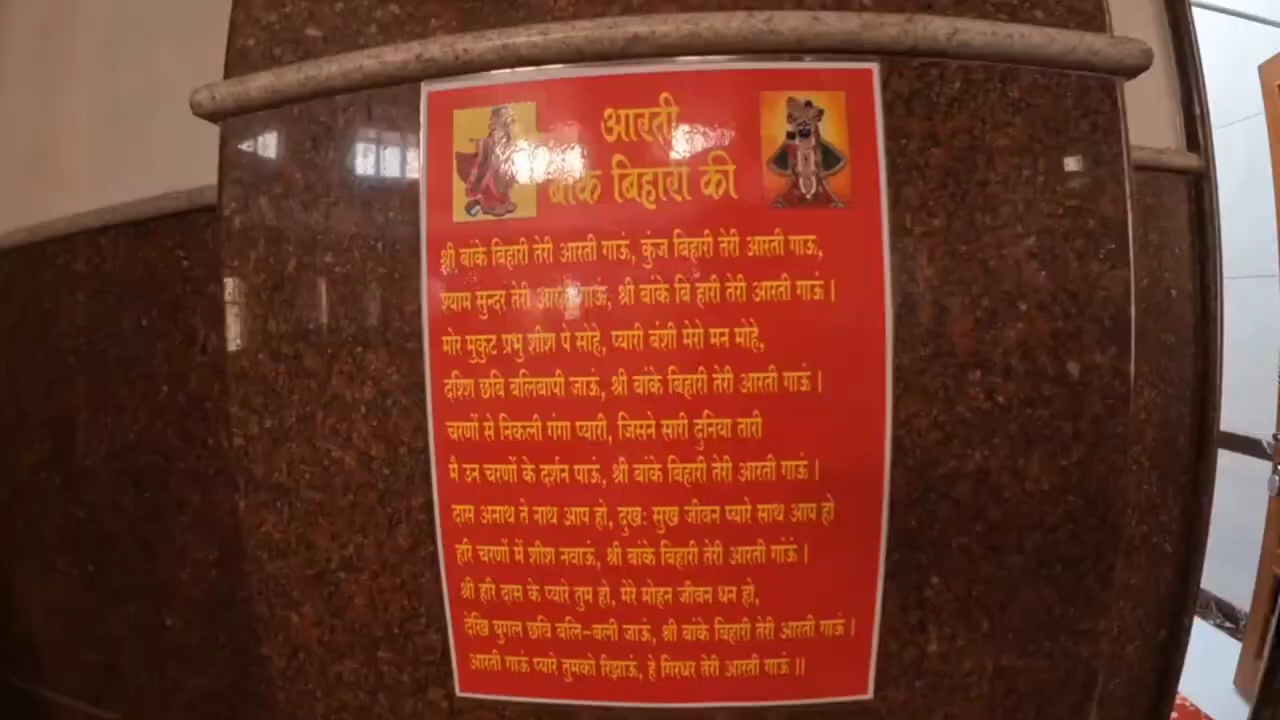 आरती
बांके बिहारी की
श्री बांके बिहारी तेरी आरती गाऊं, कुंज बिहारी तेरी आरती गाऊ,
श्याम सुन्दर तेरी आरती गाऊं, श्री बांके बि हारी तेरी आरती गाऊं ।
मोर मुकुट प्रभु शीश पे सोहे, प्यारी बंशी मेरो मन मोहे,
दश्शि छबि बलिबापी जाऊं, श्री बांके बिहारी तेरी आरती गाऊं ।
चरणों से निकली गंगा प्यारी, जिसने सारी दुनिया तारी
मै उन चरणों के दर्शन पाऊं, श्री बांके बिहारी तेरी आरती गाऊं ।
दास अनाथ ते नाथ आप हो, दुखः सुख जीवन प्यारे साथ आप हो
हरि चरणों में शीश नवाऊं, श्री बांके बिहारी तेरी आरती गांऊं ।
श्री हरि दास के प्यारे तुम हो, मेरे मोहन जीवन धन हो,
देखि युगल छवि बलि-बली जाऊं, श्री बांके बिहारी तेरी आरती गाऊं ।
आरती गाऊं प्यारे तुमको रिझाऊं, हे गिरधर तेरी आरती गाऊं ।।